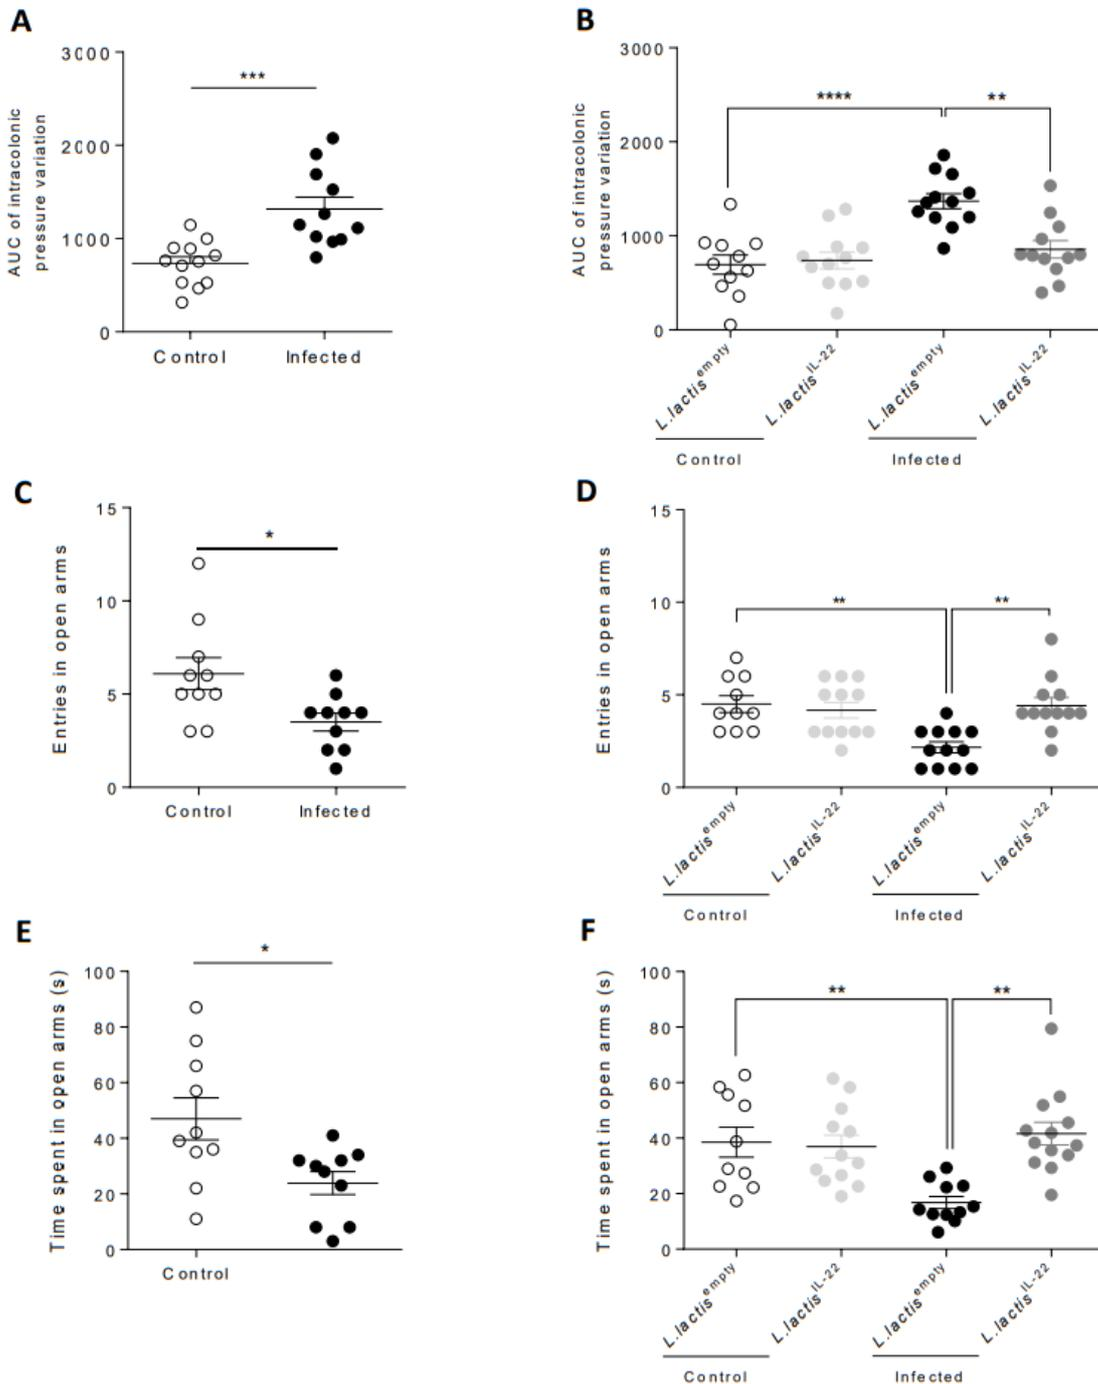 A
3000
2000
1000
0
AUC of intracolonic
pressure variation
***
Control
Infected
B
3000
2000
1000
0
AUC of intracolonic
pressure variation
****
**
L.lactis empty
L.lactis IL-22
L.lactis empty
L.lactis IL-22
Control
Infected
C
15
10
5
0
Entries in open arms
*
Control
Infected
D
15
10
5
0
Entries in open arms
**
**
L.lactis empty
L.lactis IL-22
L.lactis empty
L.lactis IL-22
Control
Infected
E
100
80
60
40
20
0
Time spent in open arms (s)
*
Control
F
100
80
60
40
20
0
Time spent in open arms (s)
**
**
L.lactis empty
L.lactis IL-22
L.lactis empty
L.lactis IL-22
Control
Infected